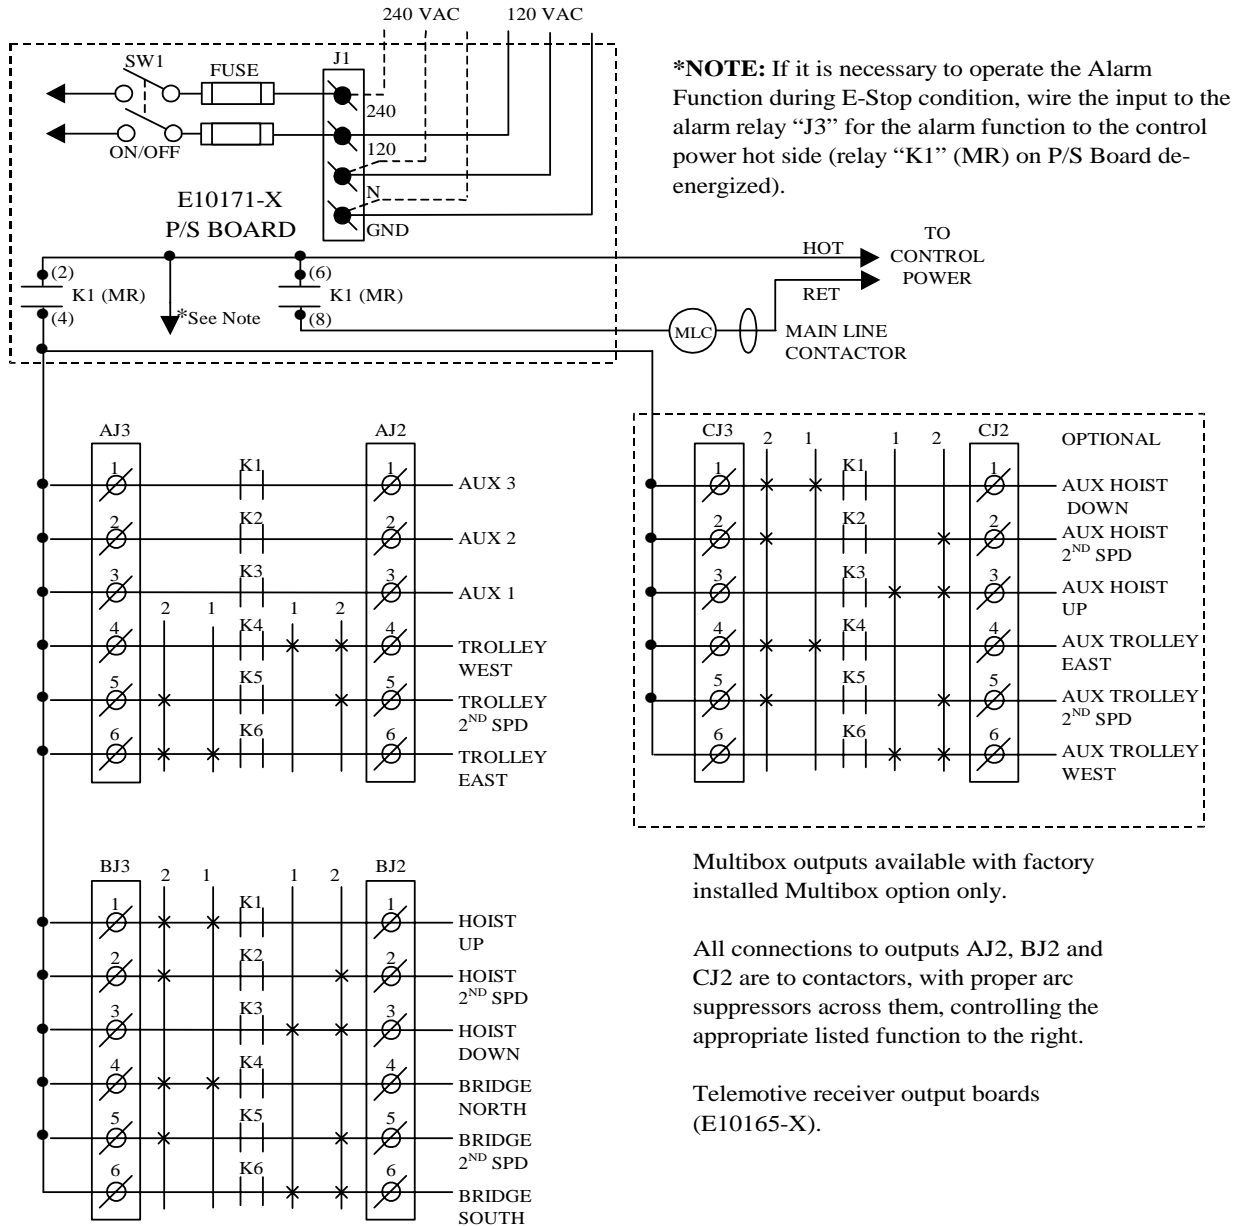 240 VAC 120 VAC
SW1 FUSE J1
240
120
N
GND
ON/OFF
E10171-X
P/S BOARD
*NOTE: If it is necessary to operate the Alarm
Function during E-Stop condition, wire the input to the
alarm relay “J3” for the alarm function to the control
power hot side (relay “K1” (MR) on P/S Board de-
energized).
(2)
K1 (MR)
(4)
*See Note
(6)
K1 (MR)
(8)
HOT
RET
TO
CONTROL
POWER
MLC
MAIN LINE
CONTACTOR
AJ3 AJ2
1 K1 1 AUX 3
2 K2 2 AUX 2
3 K3 3 AUX 1
2 1 1 2
4 K4 4 TROLLEY
WEST
5 K5 5 TROLLEY
2ND SPD
6 K6 6 TROLLEY
EAST
CJ3 2 1 1 2 CJ2 OPTIONAL
1 K1 1 AUX HOIST
DOWN
2 K2 2 AUX HOIST
2ND SPD
3 K3 3 AUX HOIST
UP
4 K4 4 AUX TROLLEY
EAST
5 K5 5 AUX TROLLEY
2ND SPD
6 K6 6 AUX TROLLEY
WEST
BJ3 2 1 1 2 BJ2
1 K1 1 HOIST
UP
2 K2 2 HOIST
2ND SPD
3 K3 3 HOIST
DOWN
4 K4 4 BRIDGE
NORTH
5 K5 5 BRIDGE
2ND SPD
6 K6 6 BRIDGE
SOUTH
Multibox outputs available with factory
installed Multibox option only.
All connections to outputs AJ2, BJ2 and
CJ2 are to contactors, with proper arc
suppressors across them, controlling the
appropriate listed function to the right.
Telemotive receiver output boards
(E10165-X).